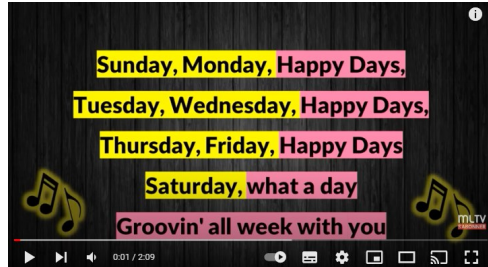 Sunday, Monday, Happy Days,
Tuesday, Wednesday, Happy Days,
Thursday, Friday, Happy Days
Saturday, what a day
Groovin' all week with you
MLTV
0:01 / 2:09